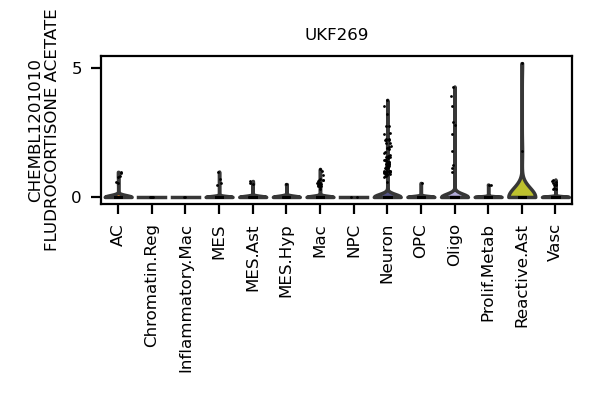 UKF269
CHEMBL1201010
FLUDROCORTISONE ACETATE
5
0
AC
Chromatin.Reg
Inflammatory.Mac
MES
MES.Ast
MES.Hyp
Mac
NPC
Neuron
OPC
Oligo
Prolif.Metab
Reactive.Ast
Vasc